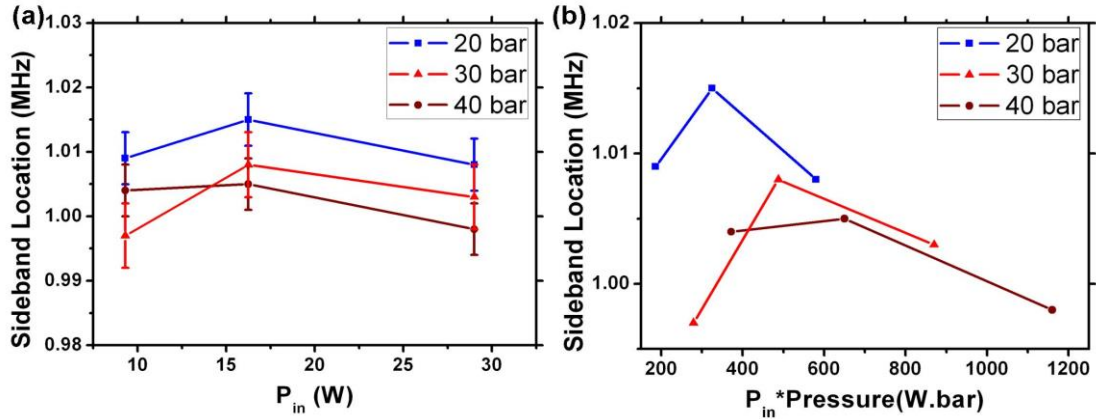 (a)
1.03
1.02
1.01
1.00
0.99
0.98
Sideband Location (MHz)
20 bar
30 bar
40 bar
10
15
20
25
30
P_in (W)
(b)
1.02
1.01
1.00
Sideband Location (MHz)
20 bar
30 bar
40 bar
200
400
600
800
1000
1160
P_in*Pressure(W.bar)